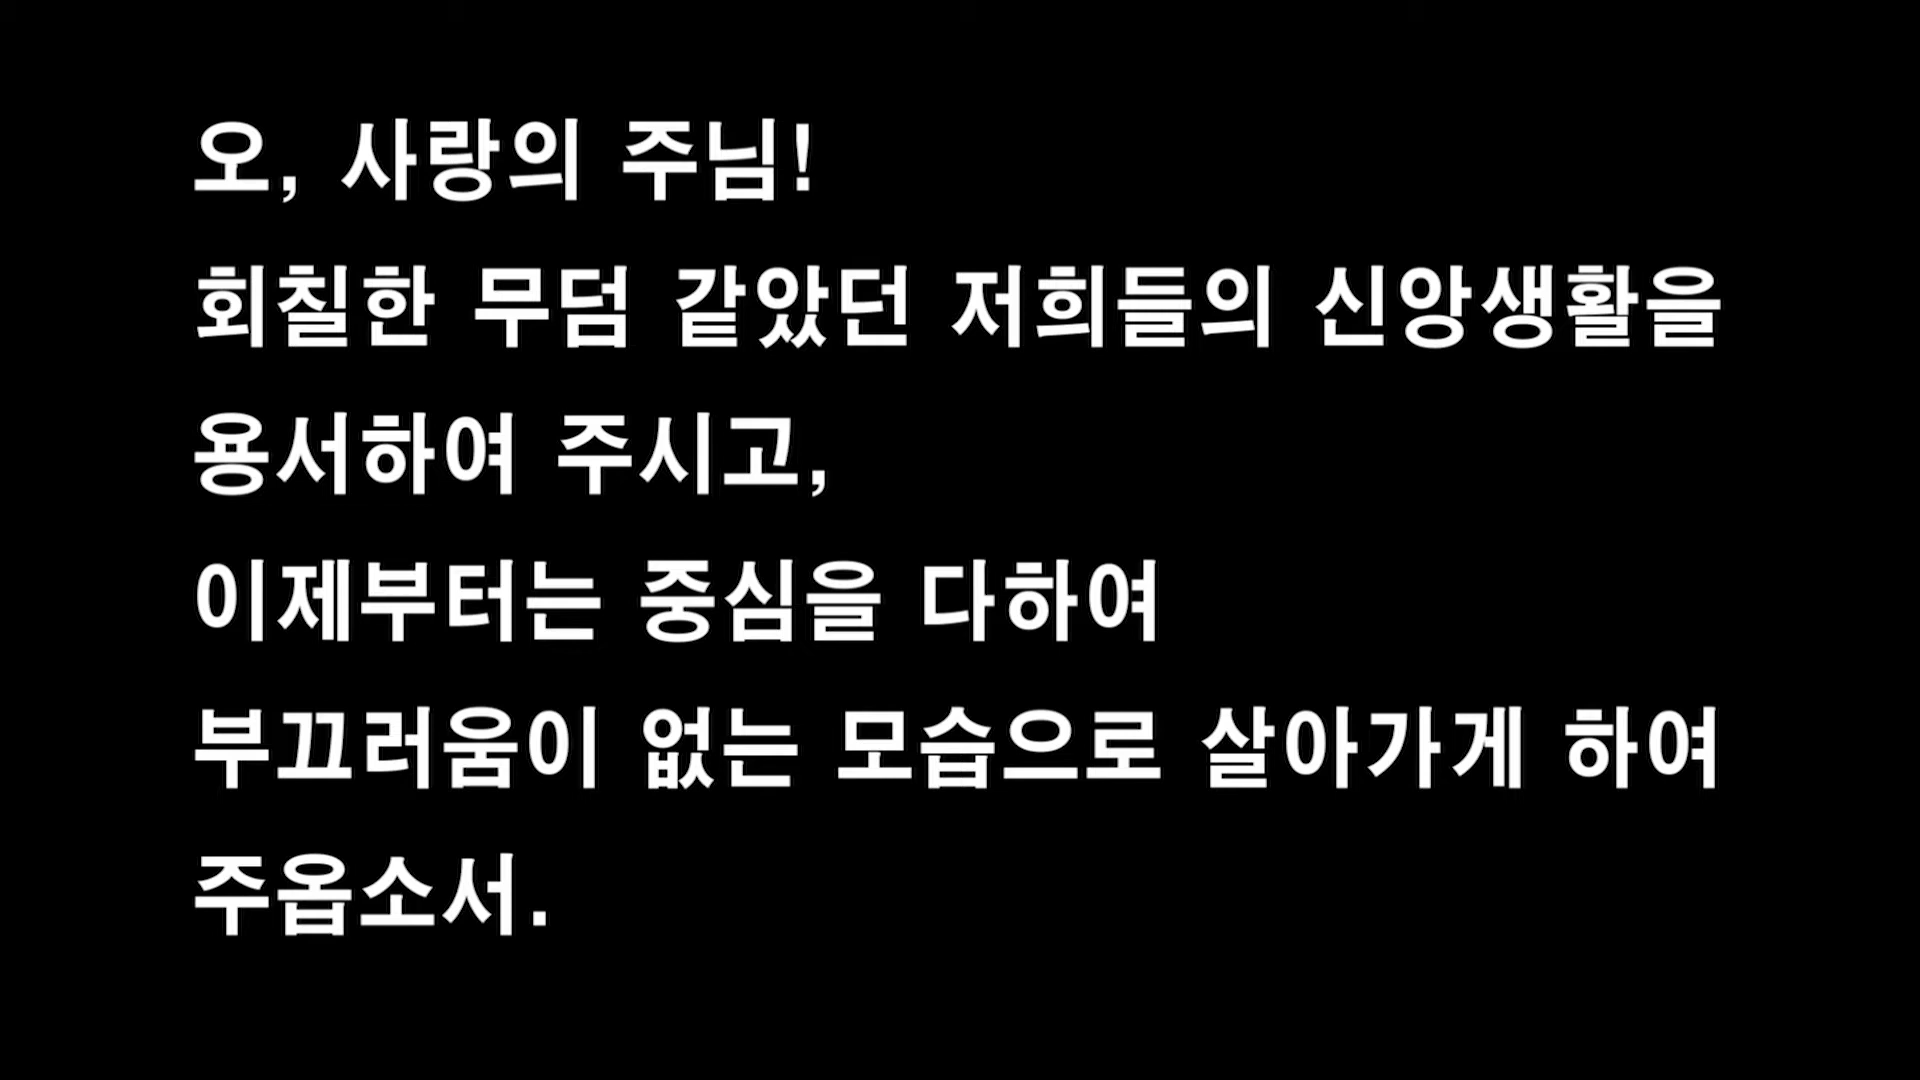 오, 사랑의 주님!
회칠한 무덤 같았던 저희들의 신앙생활을
용서하여 주시고,
이제부터는 중심을 다하여
부끄러움이 없는 모습으로 살아가게 하여
주옵소서.